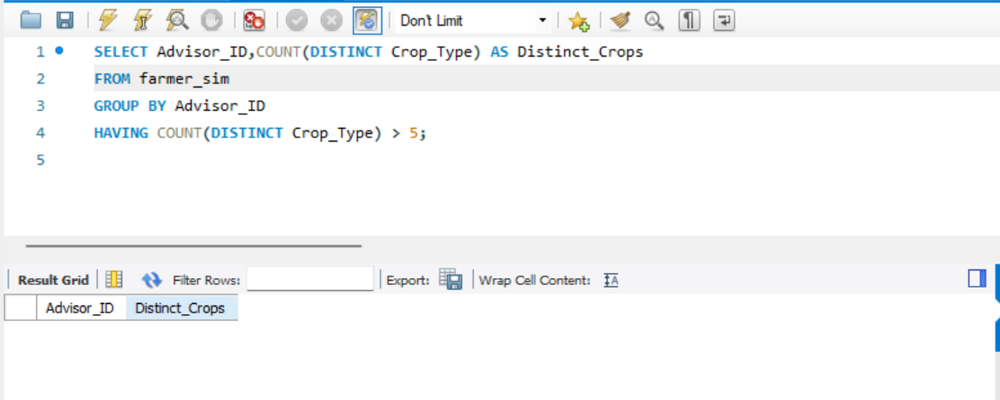 Don't Limit
1 SELECT Advisor_ID,COUNT(DISTINCT Crop_Type) AS Distinct_Crops
2 FROM farmer_sim
3 GROUP BY Advisor_ID
4 HAVING COUNT(DISTINCT Crop_Type) > 5;
5
Result Grid Filter Rows: Export: Wrap Cell Content:
Advisor_ID Distinct_Crops